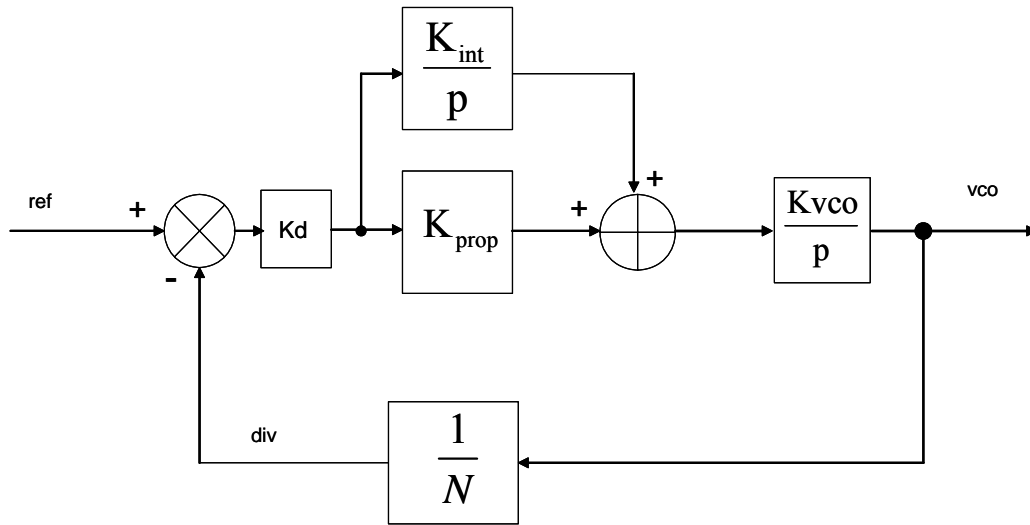 K_int
p
ref
+
-
Kd
K_prop
+
+
Kvco
p
vco
div
1
N